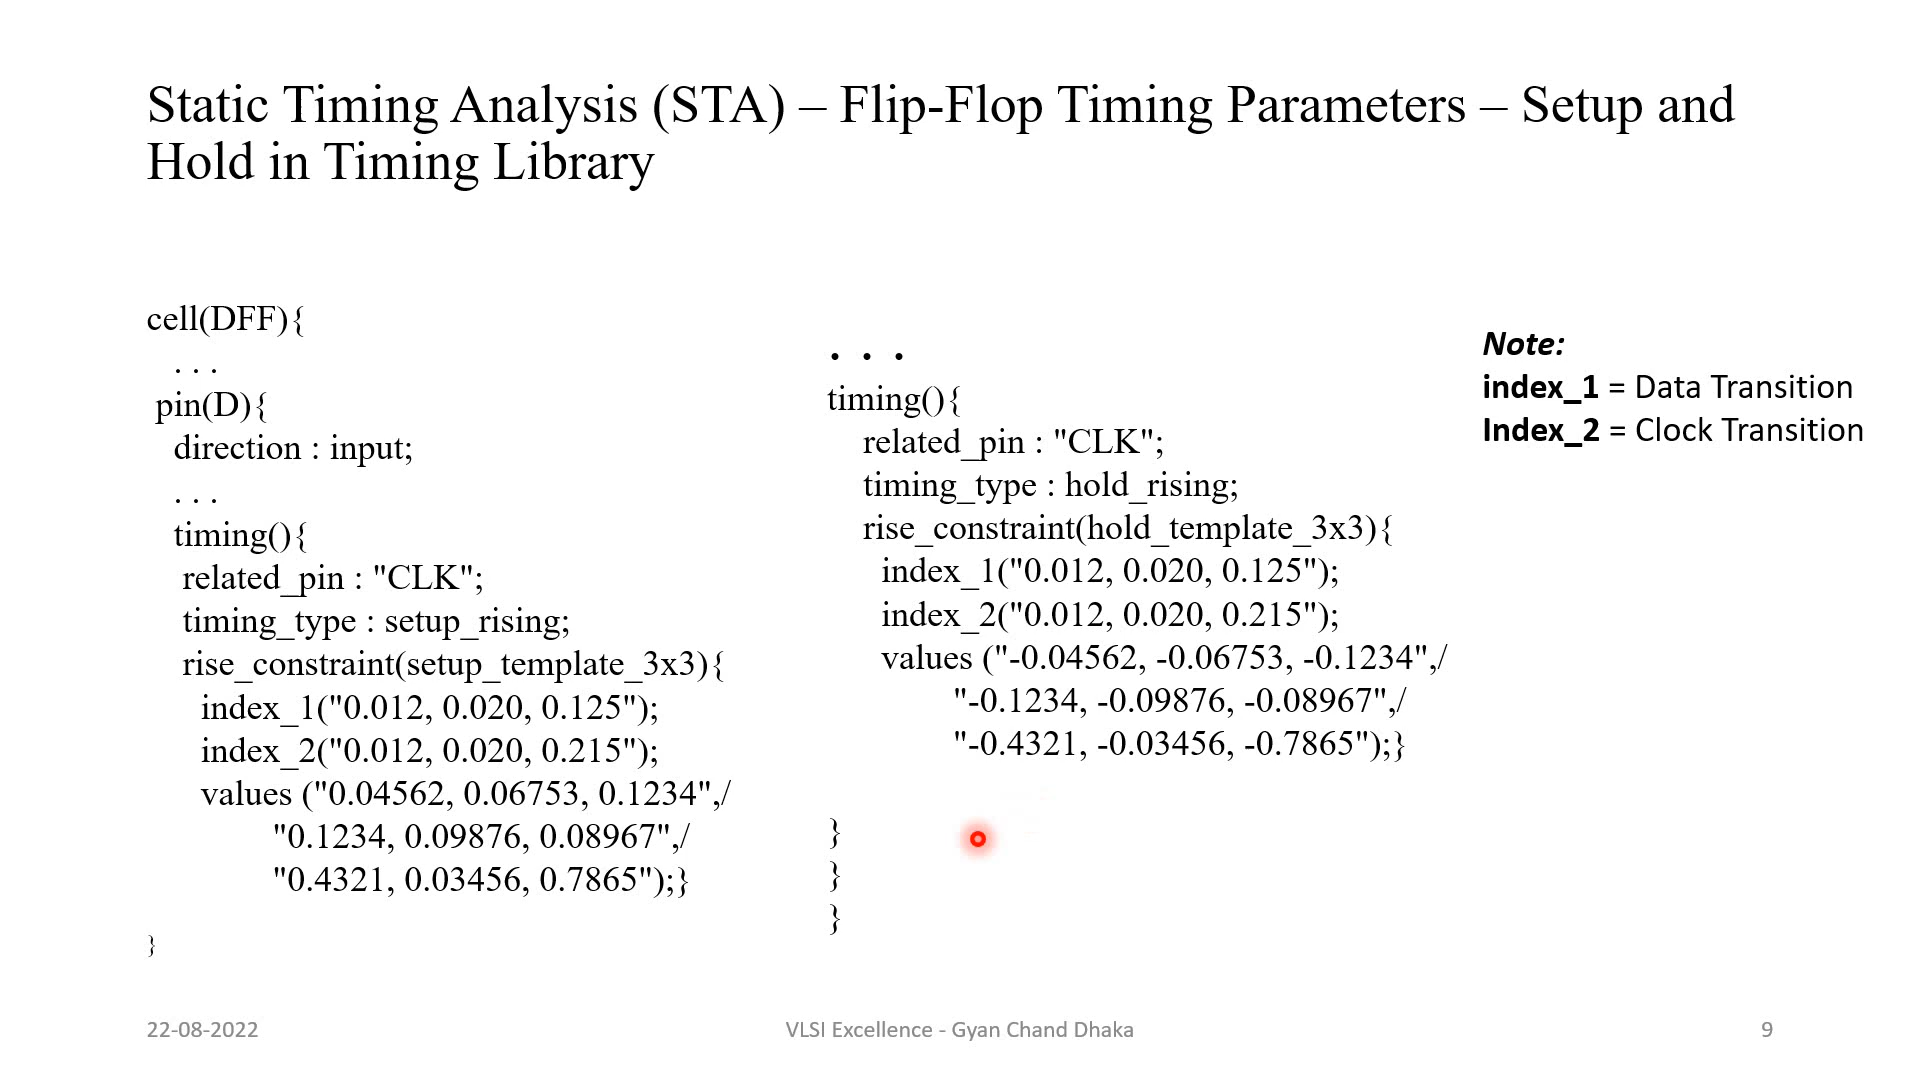 Static Timing Analysis (STA) – Flip-Flop Timing Parameters – Setup and
Hold in Timing Library
cell(DFF){
. . .
pin(D){
direction : input;
. . .
timing(){
related_pin : "CLK";
timing_type : setup_rising;
rise_constraint(setup_template_3x3){
index_1("0.012, 0.020, 0.125");
index_2("0.012, 0.020, 0.215");
values ("0.04562, 0.06753, 0.1234",/
"0.1234, 0.09876, 0.08967",/
"0.4321, 0.03456, 0.7865");}
}
. . .
timing(){
related_pin : "CLK";
timing_type : hold_rising;
rise_constraint(hold_template_3x3){
index_1("0.012, 0.020, 0.125");
index_2("0.012, 0.020, 0.215");
values ("-0.04562, -0.06753, -0.1234",/
"-0.1234, -0.09876, -0.08967",/
"-0.4321, -0.03456, -0.7865");}
}
}
}
Note:
index_1 = Data Transition
Index_2 = Clock Transition
22-08-2022
VLSI Excellence - Gyan Chand Dhaka
9